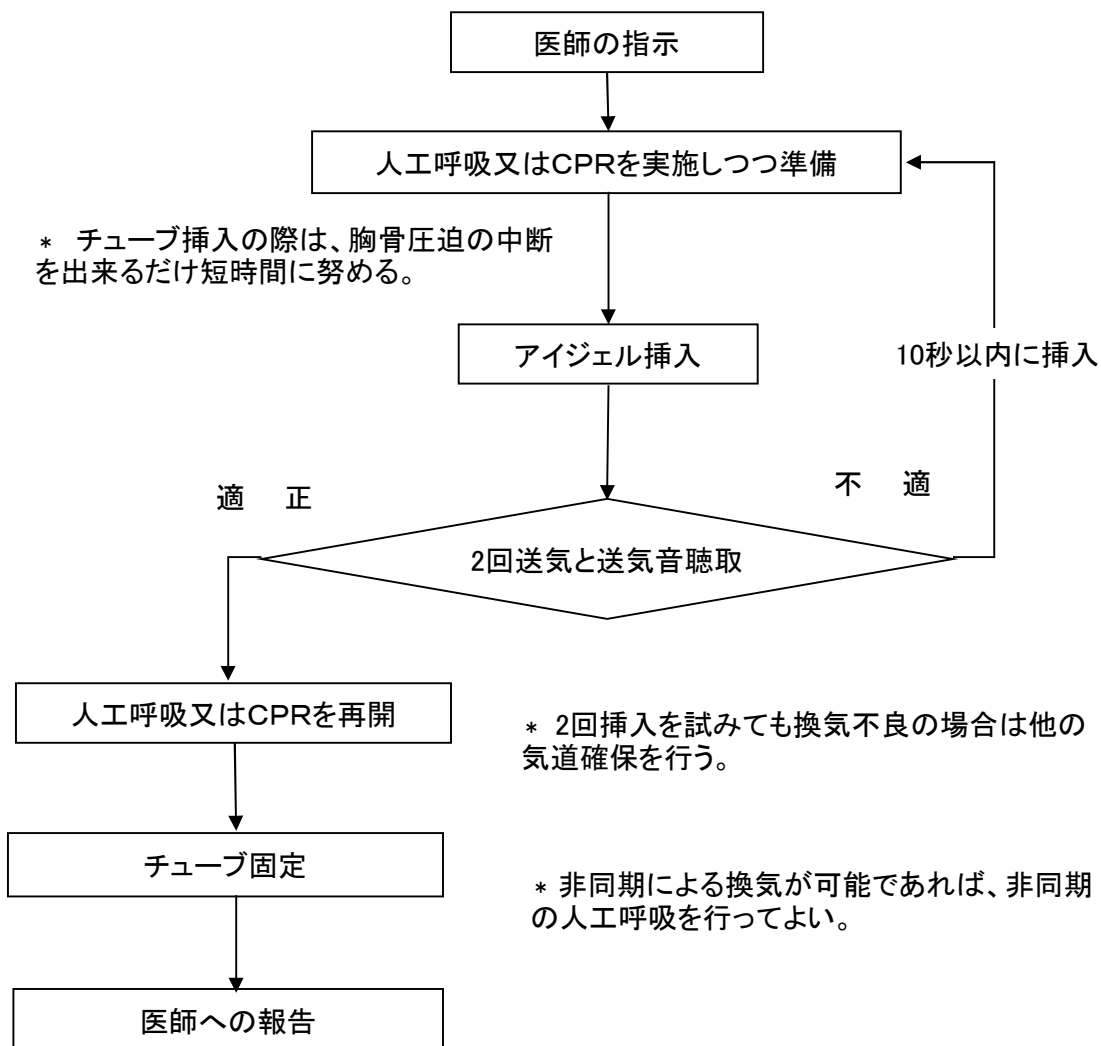 医師の指示
人工呼吸又はCPRを実施しつつ準備
* チューブ挿入の際は、胸骨圧迫の中断
を出来るだけ短時間に努める。
アイジェル挿入
10秒以内に挿入
適 正
不 適
2回送気と送気音聴取
人工呼吸又はCPRを再開
* 2回挿入を試みても換気不良の場合は他の
気道確保を行う。
チューブ固定
* 非同期による換気が可能であれば、非同期
の人工呼吸を行ってよい。
医師への報告